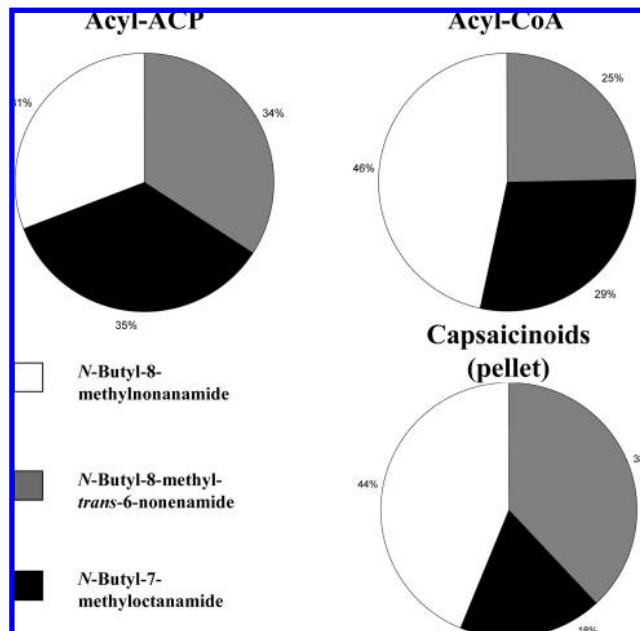 Acyl-ACP
Acyl-CoA
34%
35%
25%
46%
29%
Capsaicinoids
(pellet)
44%
18%
N-Butyl-8-
methylnonanamide
N-Butyl-8-methyl-
trans-6-nonenamide
N-Butyl-7-
methyloctanamide